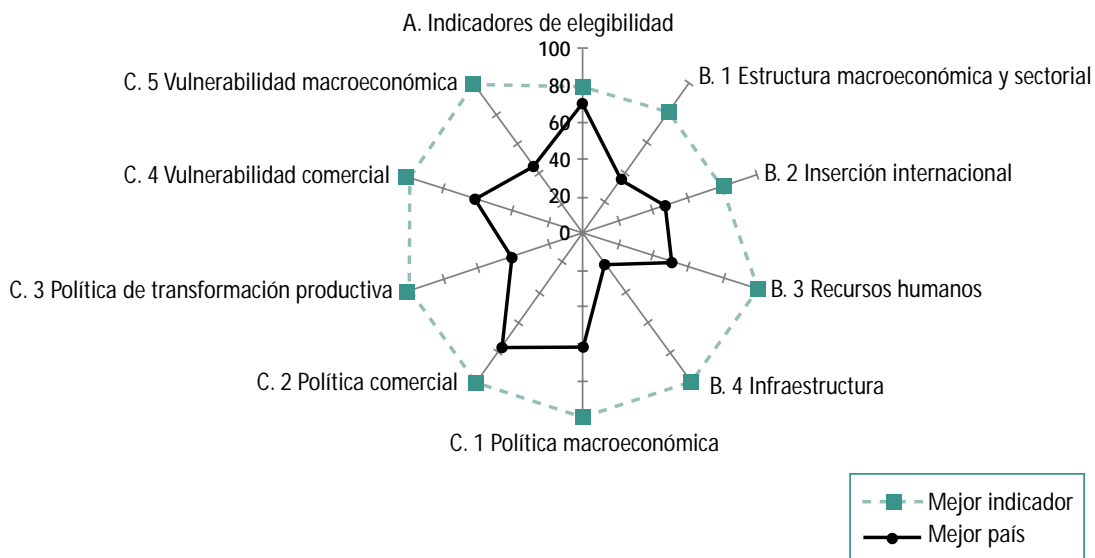 A. Indicadores de elegibilidad
100
C. 5 Vulnerabilidad macroeconómica
80
B. 1 Estructura macroeconómica y sectorial
60
C. 4 Vulnerabilidad comercial
40
B. 2 Inserción internacional
20
0
C. 3 Política de transformación productiva
B. 3 Recursos humanos
C. 2 Política comercial
B. 4 Infraestructura
C. 1 Política macroeconómica
Mejor indicador
Mejor país